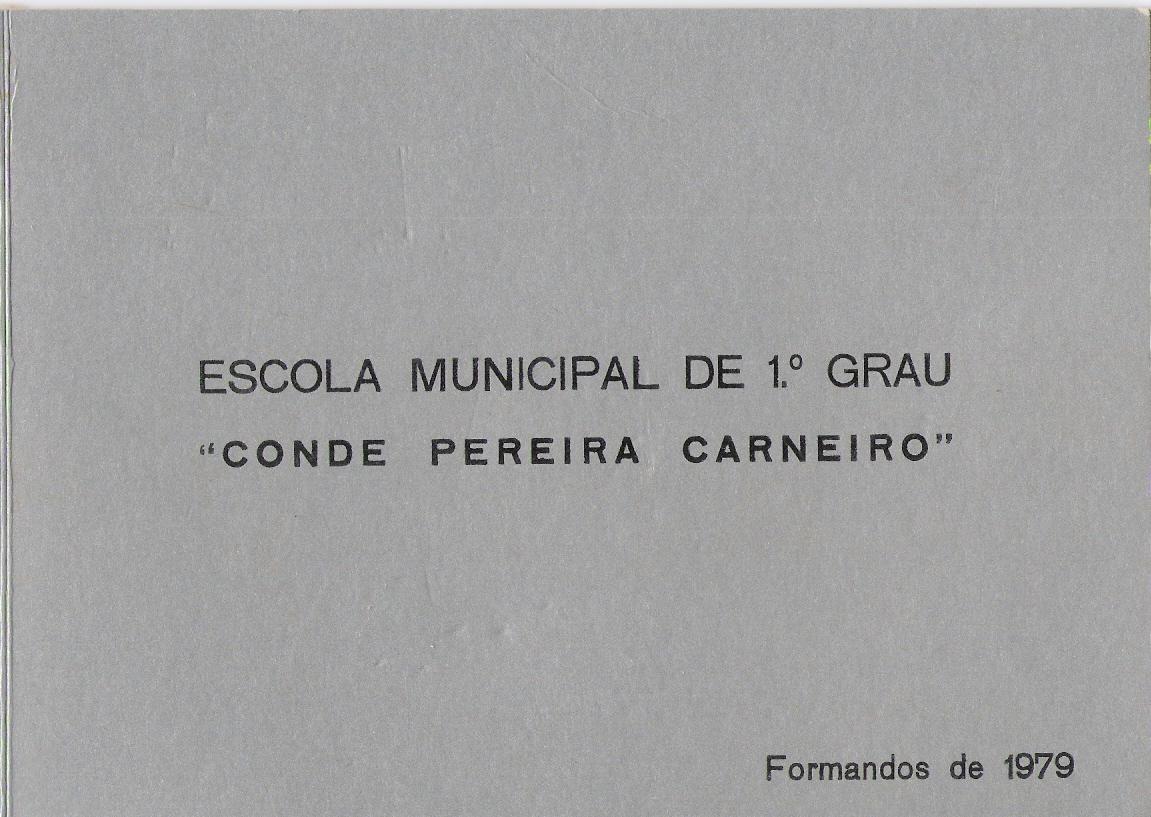 ESCOLA MUNICIPAL DE 1.º GRAU
“CONDE PEREIRA CARNEIRO”
Formandos de 1979